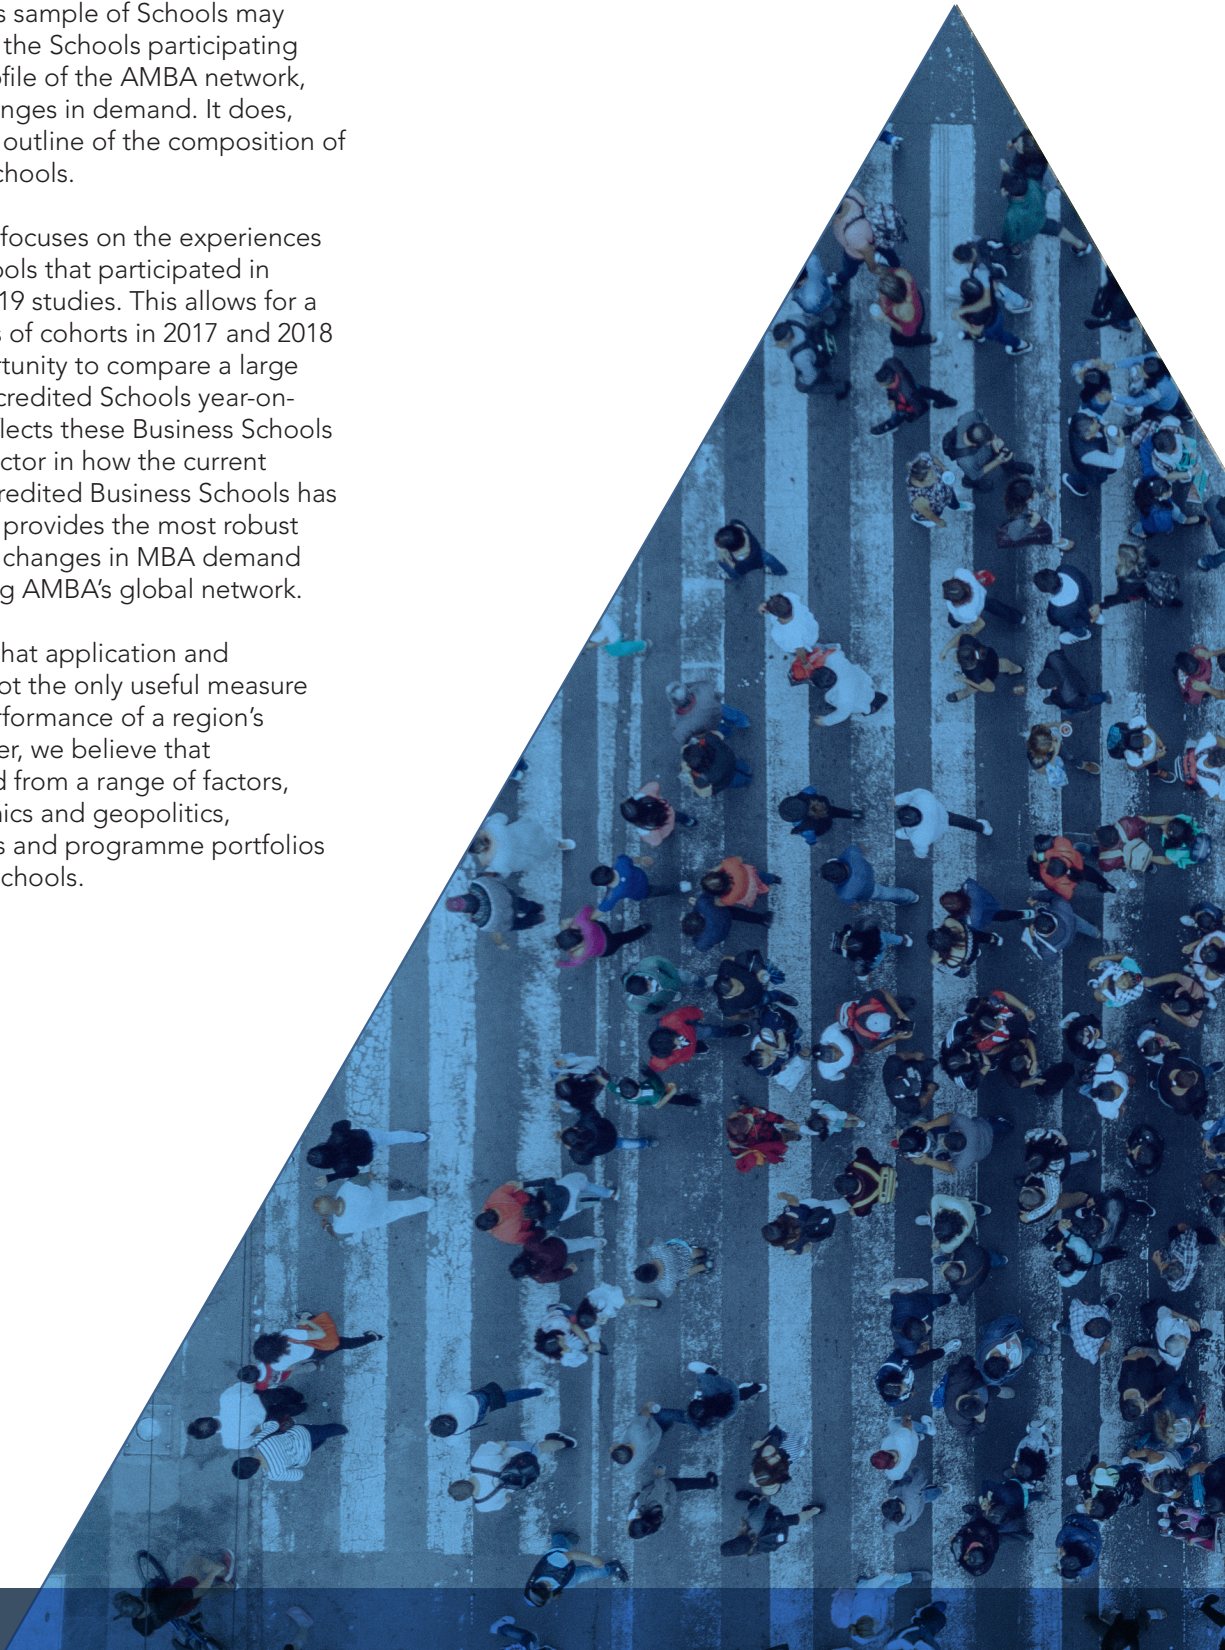 s sample of Schools may
the Schools participating
ofile of the AMBA network,
nges in demand. It does,
outline of the composition of
chools.
focuses on the experiences
ools that participated in
19 studies. This allows for a
s of cohorts in 2017 and 2018
rtunity to compare a large
credited Schools year-on-
flects these Business Schools
ctor in how the current
redited Business Schools has
provides the most robust
changes in MBA demand
g AMBA’s global network.
hat application and
ot the only useful measure
rformance of a region’s
er, we believe that
d from a range of factors,
nics and geopolitics,
s and programme portfolios
chools.